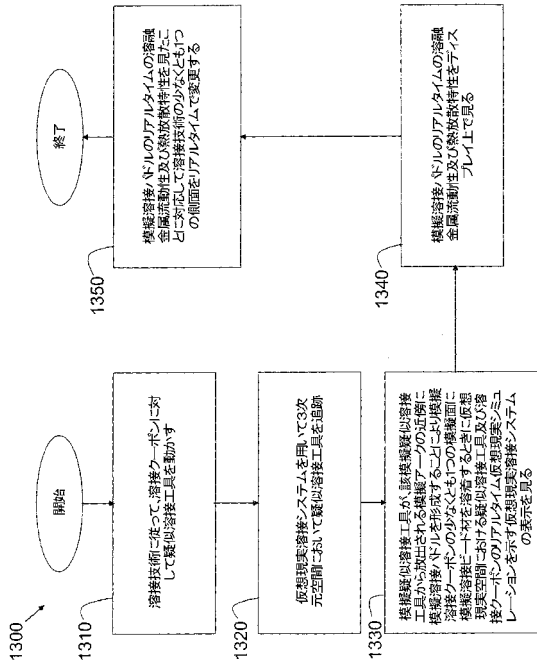 1300
開始
1310
溶接技術に従って、溶接クーポンに対
して疑似溶接工具を動かす
1320
仮想現実溶接システムを用いて3次
元空間において疑似溶接工具を追跡
1330
模擬疑似溶接工具が、該模擬疑似溶接
工具から放出される模擬アークの近傍に
模擬溶接パドルを形成することにより模擬
溶接クーポンの少なくとも1つの模擬面に
模擬溶接ビード材を溶着するときに仮想
現実空間における疑似溶接工具及び溶
接クーポンのリアルタイム仮想現実シミュ
レーションを示す仮想現実溶接システム
の表示を見る
1340
模擬溶接パドルのリアルタイムの溶融
金属流動性及び熱放散特性をディス
プレイ上で見る
1350
模擬溶接パドルのリアルタイムの溶融
金属流動性及び熱放散特性を見たこ
とに対応して溶接技術の少なくとも1つ
の側面をリアルタイムで変更する
終了